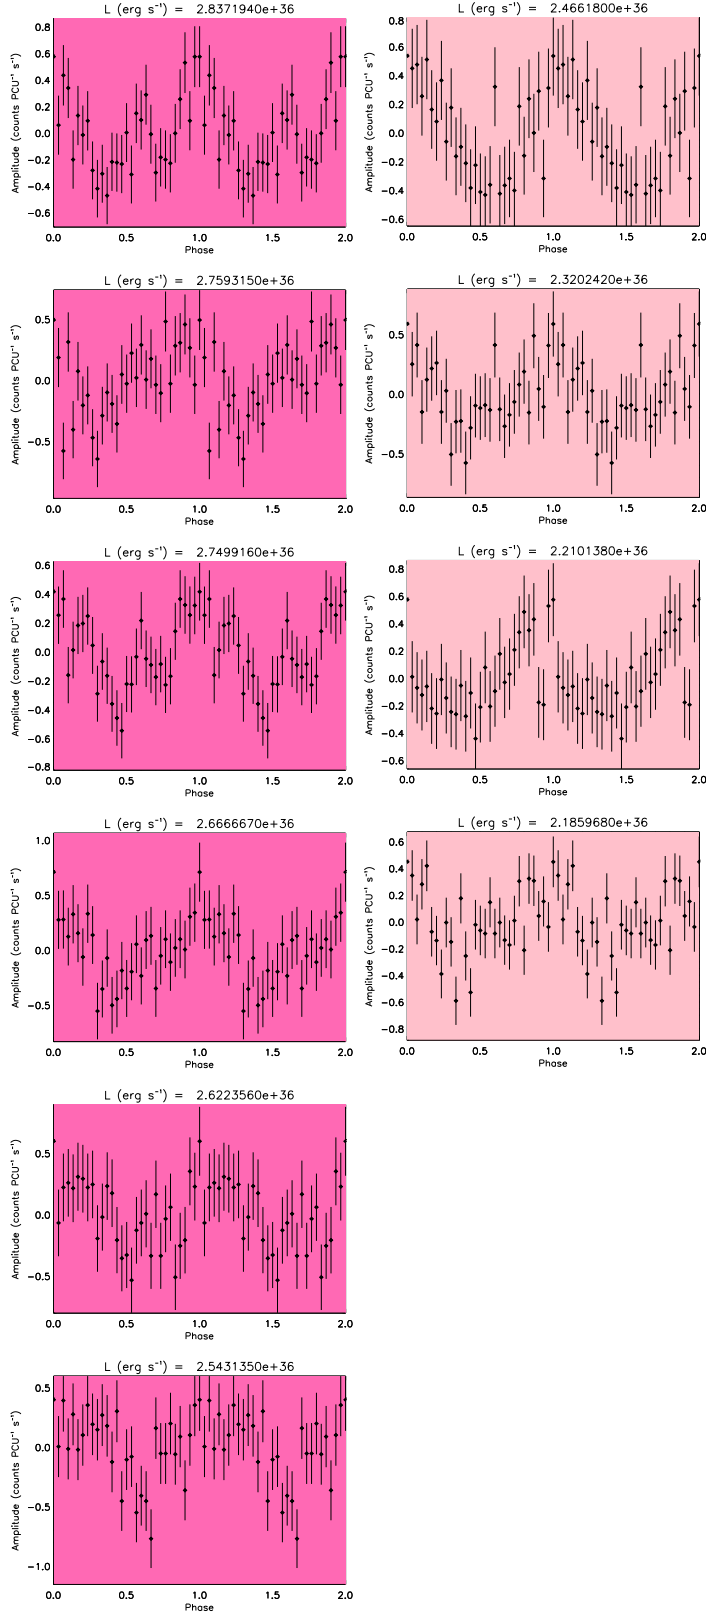 L (erg s⁻¹) = 2.8371940e+36
0.8
0.6
0.4
0.2
0.0
−0.2
−0.4
−0.6
Amplitude (counts PCU⁻¹ s⁻¹)
0.0 0.5 1.0 1.5 2.0
Phase
L (erg s⁻¹) = 2.4661800e+36
0.6
0.4
0.2
0.0
−0.2
−0.4
−0.6
Amplitude (counts PCU⁻¹ s⁻¹)
0.0 0.5 1.0 1.5 2.0
Phase
L (erg s⁻¹) = 2.7593150e+36
0.5
0.0
−0.5
Amplitude (counts PCU⁻¹ s⁻¹)
0.0 0.5 1.0 1.5 2.0
Phase
L (erg s⁻¹) = 2.3202420e+36
0.5
0.0
−0.5
Amplitude (counts PCU⁻¹ s⁻¹)
0.0 0.5 1.0 1.5 2.0
Phase
L (erg s⁻¹) = 2.7499160e+36
0.6
0.4
0.2
0.0
−0.2
−0.4
−0.6
−0.8
Amplitude (counts PCU⁻¹ s⁻¹)
0.0 0.5 1.0 1.5 2.0
Phase
L (erg s⁻¹) = 2.2101380e+36
0.8
0.6
0.4
0.2
0.0
−0.2
−0.4
−0.6
Amplitude (counts PCU⁻¹ s⁻¹)
0.0 0.5 1.0 1.5 2.0
Phase
L (erg s⁻¹) = 2.6666670e+36
1.0
0.5
0.0
−0.5
Amplitude (counts PCU⁻¹ s⁻¹)
0.0 0.5 1.0 1.5 2.0
Phase
L (erg s⁻¹) = 2.1859680e+36
0.6
0.4
0.2
0.0
−0.2
−0.4
−0.6
−0.8
Amplitude (counts PCU⁻¹ s⁻¹)
0.0 0.5 1.0 1.5 2.0
Phase
L (erg s⁻¹) = 2.6223560e+36
0.5
0.0
−0.5
Amplitude (counts PCU⁻¹ s⁻¹)
0.0 0.5 1.0 1.5 2.0
Phase
L (erg s⁻¹) = 2.5431350e+36
0.5
0.0
−0.5
−1.0
Amplitude (counts PCU⁻¹ s⁻¹)
0.0 0.5 1.0 1.5 2.0
Phase